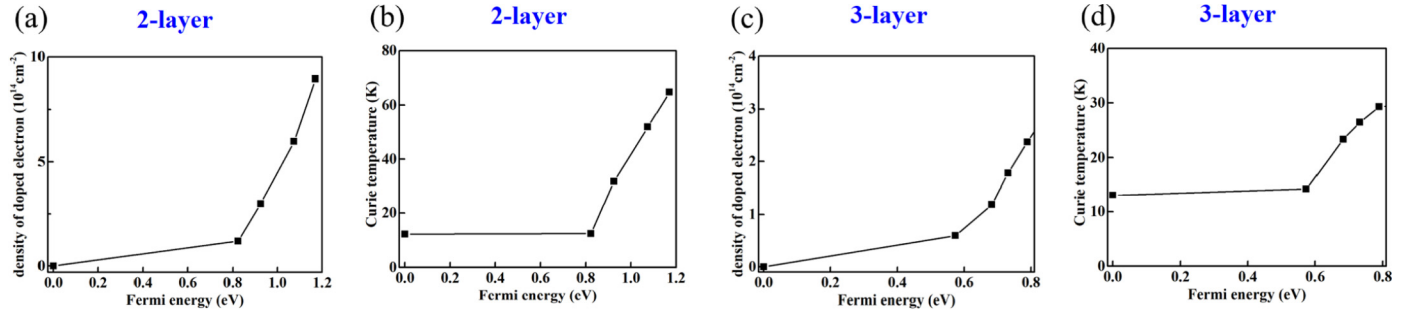 (a)
2-layer
density of doped electron (10¹⁴cm⁻²)
10
5
0
0.0 0.2 0.4 0.6 0.8 1.0 1.2
Fermi energy (eV)
(b)
2-layer
Curie temperature (K)
80
60
40
20
0
0.0 0.2 0.4 0.6 0.8 1.0 1.2
Fermi energy (eV)
(c)
3-layer
density of doped electron (10¹⁴cm⁻²)
4
3
2
1
0
0.0 0.2 0.4 0.6 0.8
Fermi energy (eV)
(d)
3-layer
Curie temperature (K)
40
30
20
10
0
0.0 0.2 0.4 0.6 0.8
Fermi energy (eV)